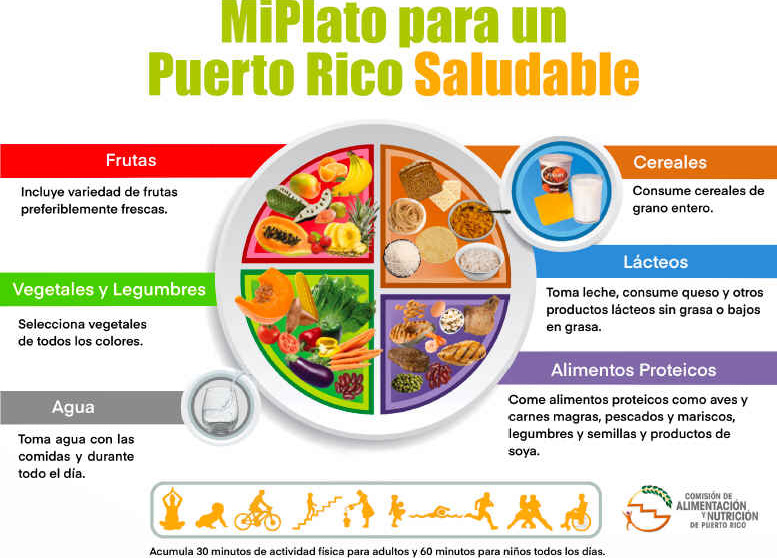 MiPlato para un
Puerto Rico Saludable
Frutas
Incluye variedad de frutas
preferiblemente frescas.
Vegetales y Legumbres
Selecciona vegetales
de todos los colores.
Agua
Toma agua con las
comidas y durante
todo el día.
Cereales
Consume cereales de
grano entero.
Lácteos
Toma leche, consume queso y otros
productos lácteos sin grasa o bajos
en grasa.
Alimentos Proteicos
Come alimentos proteicos como aves y
carnes magras, pescados y mariscos,
legumbres y semillas y productos de
soya.
COMISIÓN DE
ALIMENTACIÓN
Y NUTRICIÓN
DE PUERTO RICO
Acumula 30 minutos de actividad física para adultos y 60 minutos para niños todos los días.